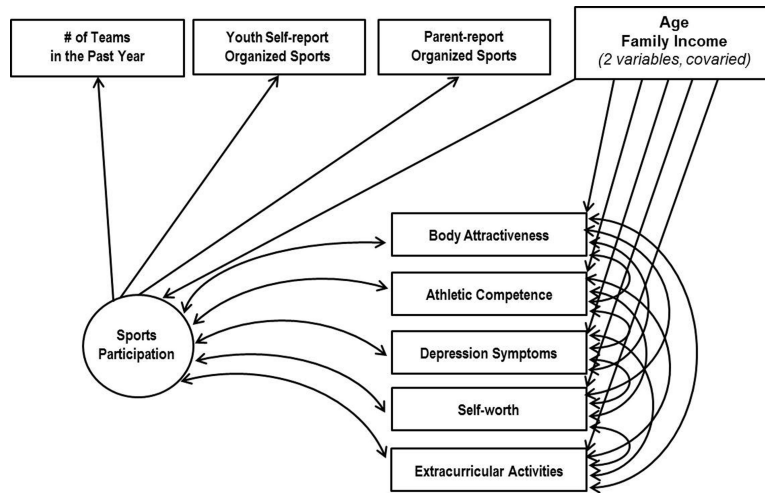 # of Teams
in the Past Year
Youth Self-report
Organized Sports
Parent-report
Organized Sports
Age
Family Income
(2 variables, covaried)
Body Attractiveness
Athletic Competence
Sports
Participation
Depression Symptoms
Self-worth
Extracurricular Activities